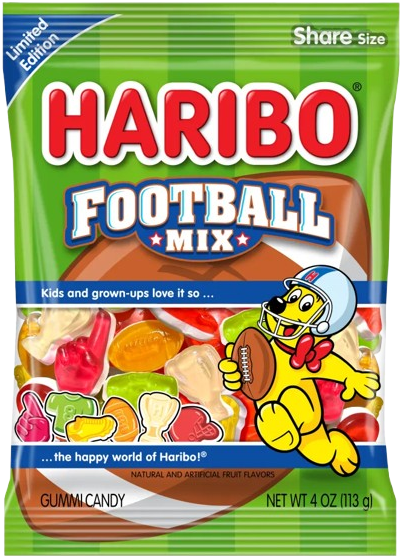 Limited
Edition
Share Size
HARIBO®
FOOTBALL
MIX
Kids and grown-ups love it so ...
H
...the happy world of Haribo!®
NATURAL AND ARTIFICIAL FRUIT FLAVORS
GUMMI CANDY
NET WT 4 OZ (113 g)